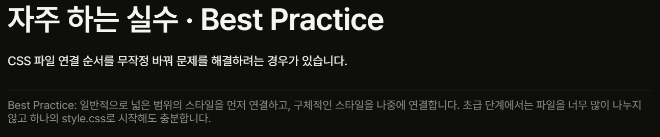 자주 하는 실수 · Best Practice
CSS 파일 연결 순서를 무작정 바꿔 문제를 해결하려는 경우가 있습니다.
Best Practice: 일반적으로 넓은 범위의 스타일을 먼저 연결하고, 구체적인 스타일을 나중에 연결합니다. 초급 단계에서는 파일을 너무 많이 나누지
않고 하나의 style.css로 시작해도 충분합니다.